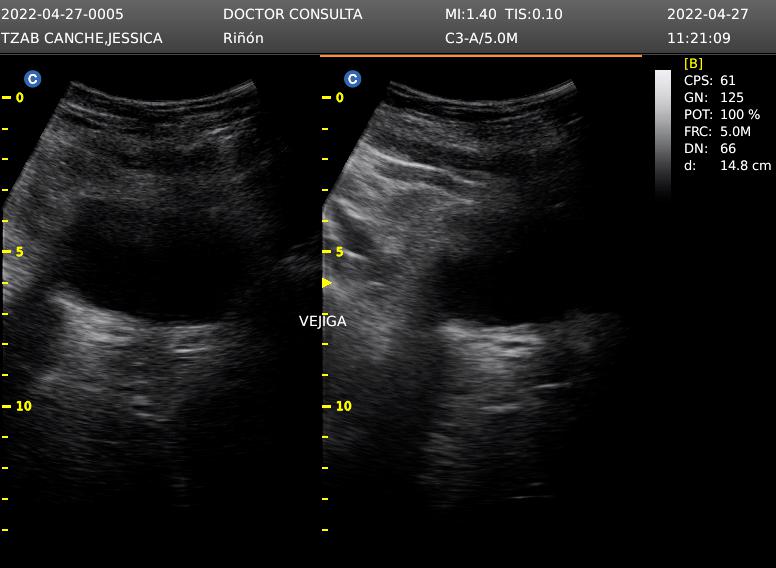 2022-04-27-0005 DOCTOR CONSULTA MI:1.40 TIS:0.10 2022-04-27
TZAB CANCHE,JESSICA Riñón C3-A/5.0M 11:21:09
C C [B]
0 0 CPS: 61
GN: 125
POT: 100 %
FRC: 5.0M
DN: 66
d: 14.8 cm
5 5
VEJIGA
10 10